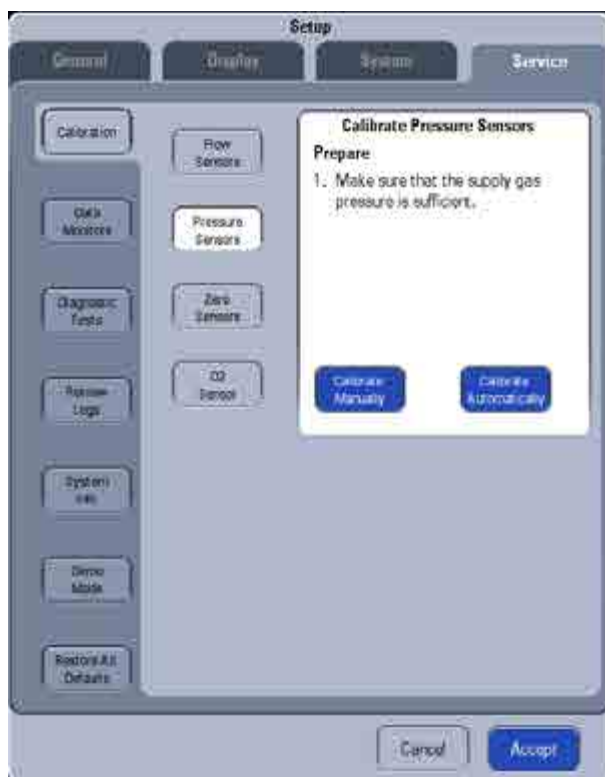 Setup
General
Display
System
Service
Calibration
Flow
Sensors
Calibrate Pressure Sensors
Prepare
1. Make sure that the supply gas
pressure is sufficient.
Data
Monitors
Pressure
Sensors
Diagnostic
Tests
Zero
Sensors
O2
Sensor
Calibrate
Manually
Calibrate
Automatically
Review
Logs
System
Info
Demo
Mode
Restore All
Defaults
Cancel
Accept